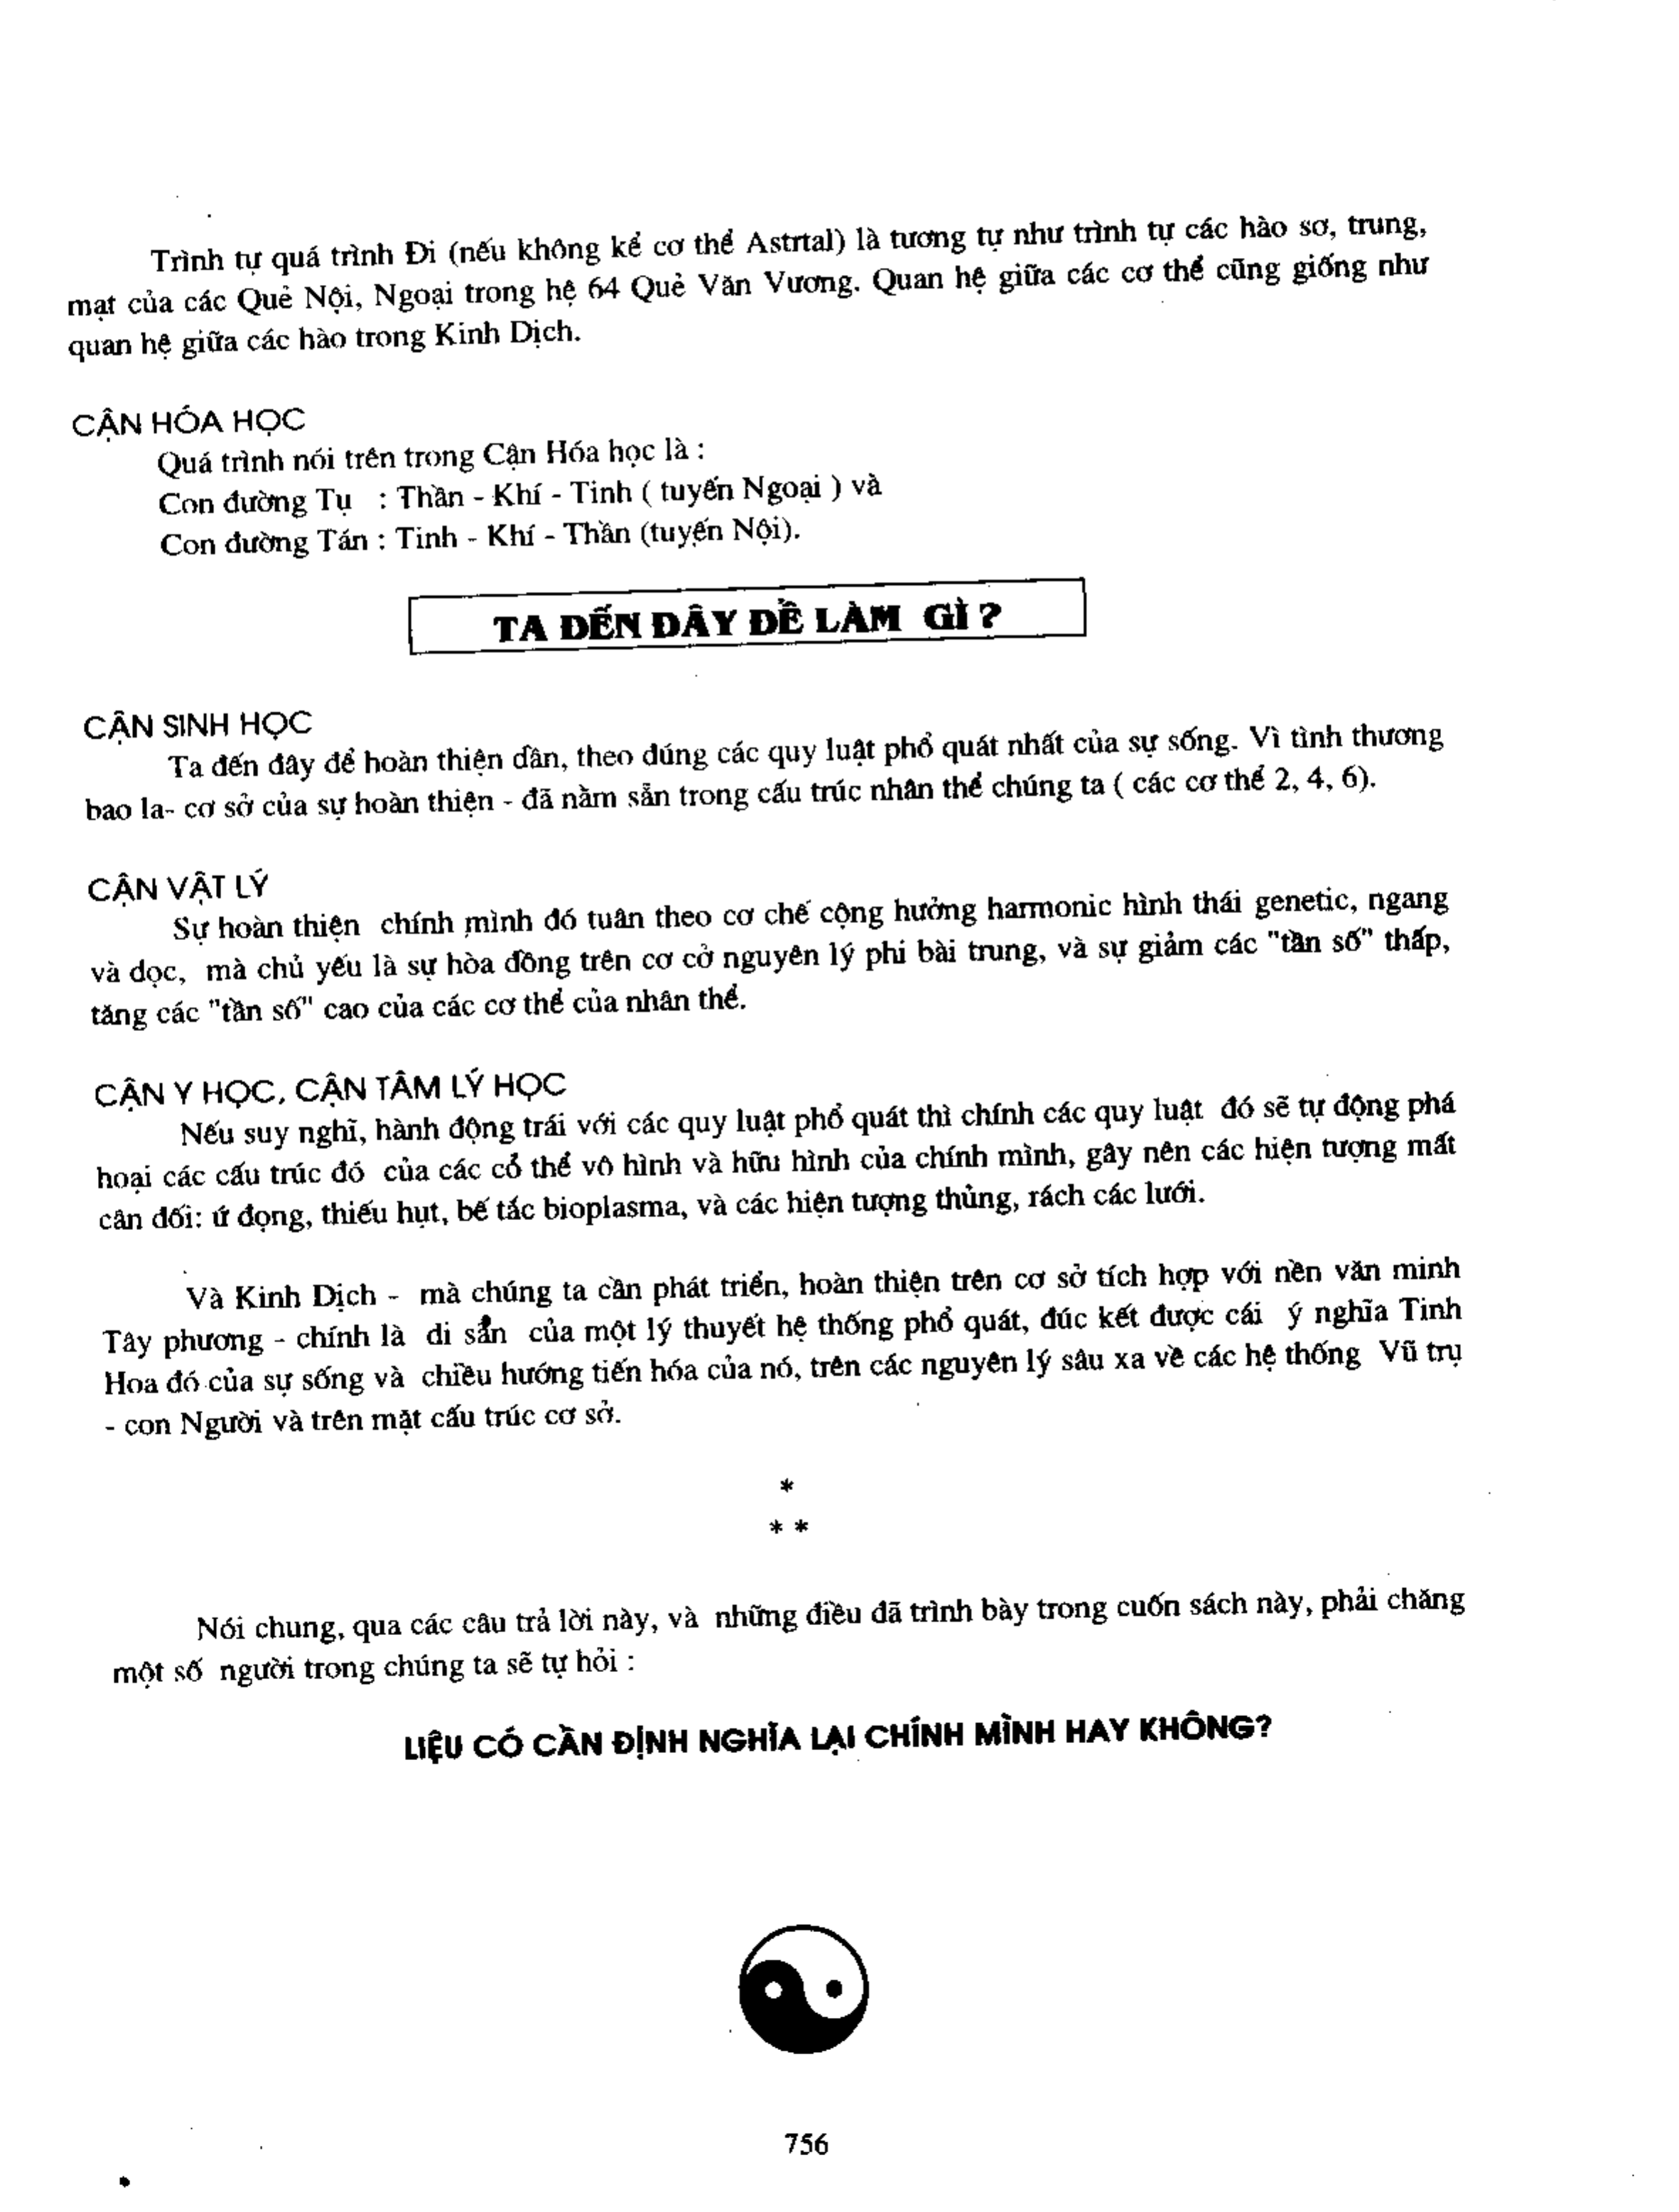 Trình tự quá trình Đi (nếu không kể cơ thể Astrtal) là tương tự như trình tự các hào sơ, trung,
mạt của các Quẻ Nội, Ngoại trong hệ 64 Quẻ Văn Vương. Quan hệ giữa các cơ thể cũng giống như
quan hệ giữa các hào trong Kinh Dịch.
CẬN HÓA HỌC
Quá trình nói trên trong Cận Hóa học là :
Con đường Tụ : Thần - Khí - Tinh ( tuyến Ngoại ) và
Con đường Tán : Tinh - Khí - Thần (tuyến Nội).
TA ĐẾN ĐÂY ĐỂ LÀM GÌ ?
CẬN SINH HỌC
Ta đến đây để hoàn thiện dần, theo đúng các quy luật phổ quát nhất của sự sống. Vì tình thương
bao la- cơ sở của sự hoàn thiện - đã nằm sẵn trong cấu trúc nhân thể chúng ta ( các cơ thể 2, 4, 6).
CẬN VẬT LÝ
Sự hoàn thiện chính mình đó tuân theo cơ chế cộng hưởng harmonic hình thái genetic, ngang
và dọc, mà chủ yếu là sự hòa đồng trên cơ cở nguyên lý phi bài trung, và sự giảm các "tần số" thấp,
tăng các "tần số" cao của các cơ thể của nhân thể.
CẬN Y HỌC, CẬN TÂM LÝ HỌC
Nếu suy nghĩ, hành động trái với các quy luật phổ quát thì chính các quy luật đó sẽ tự động phá
hoại các cấu trúc đó của các cổ thể vô hình và hữu hình của chính mình, gây nên các hiện tượng mất
cân đối: ứ đọng, thiếu hụt, bế tắc bioplasma, và các hiện tượng thủng, rách các lưới.
Và Kinh Dịch - mà chúng ta cần phát triển, hoàn thiện trên cơ sở tích hợp với nền văn minh
Tây phương - chính là di sẩn của một lý thuyết hệ thống phổ quát, đúc kết được cái ý nghĩa Tinh
Hoa đó của sự sống và chiều hướng tiến hóa của nó, trên các nguyên lý sâu xa về các hệ thống Vũ trụ
- con Người và trên mặt cấu trúc cơ sở.
*
* *
Nói chung, qua các câu trả lời này, và những điều đã trình bày trong cuốn sách này, phải chăng
một số người trong chúng ta sẽ tự hỏi :
LIỆU CÓ CẦN ĐỊNH NGHĨA LẠI CHÍNH MÌNH HAY KHÔNG?
756